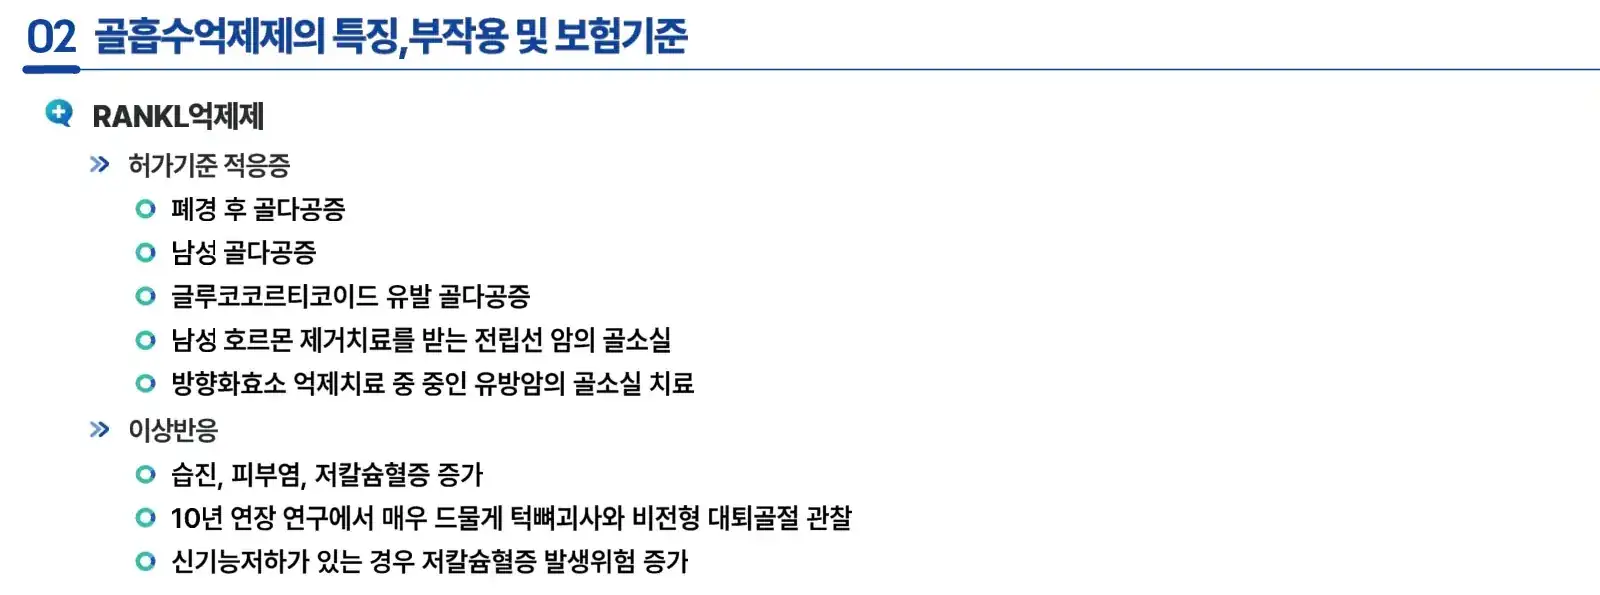 02 골흡수억제제의 특징,부작용 및 보험기준
RANKL억제제
허가기준 적응증
폐경 후 골다공증
남성 골다공증
글루코코르티코이드 유발 골다공증
남성 호르몬 제거치료를 받는 전립선 암의 골소실
방향화효소 억제치료 중 중인 유방암의 골소실 치료
이상반응
습진, 피부염, 저칼슘혈증 증가
10년 연장 연구에서 매우 드물게 턱뼈괴사와 비전형 대퇴골절 관찰
신기능저하가 있는 경우 저칼슘혈증 발생위험 증가